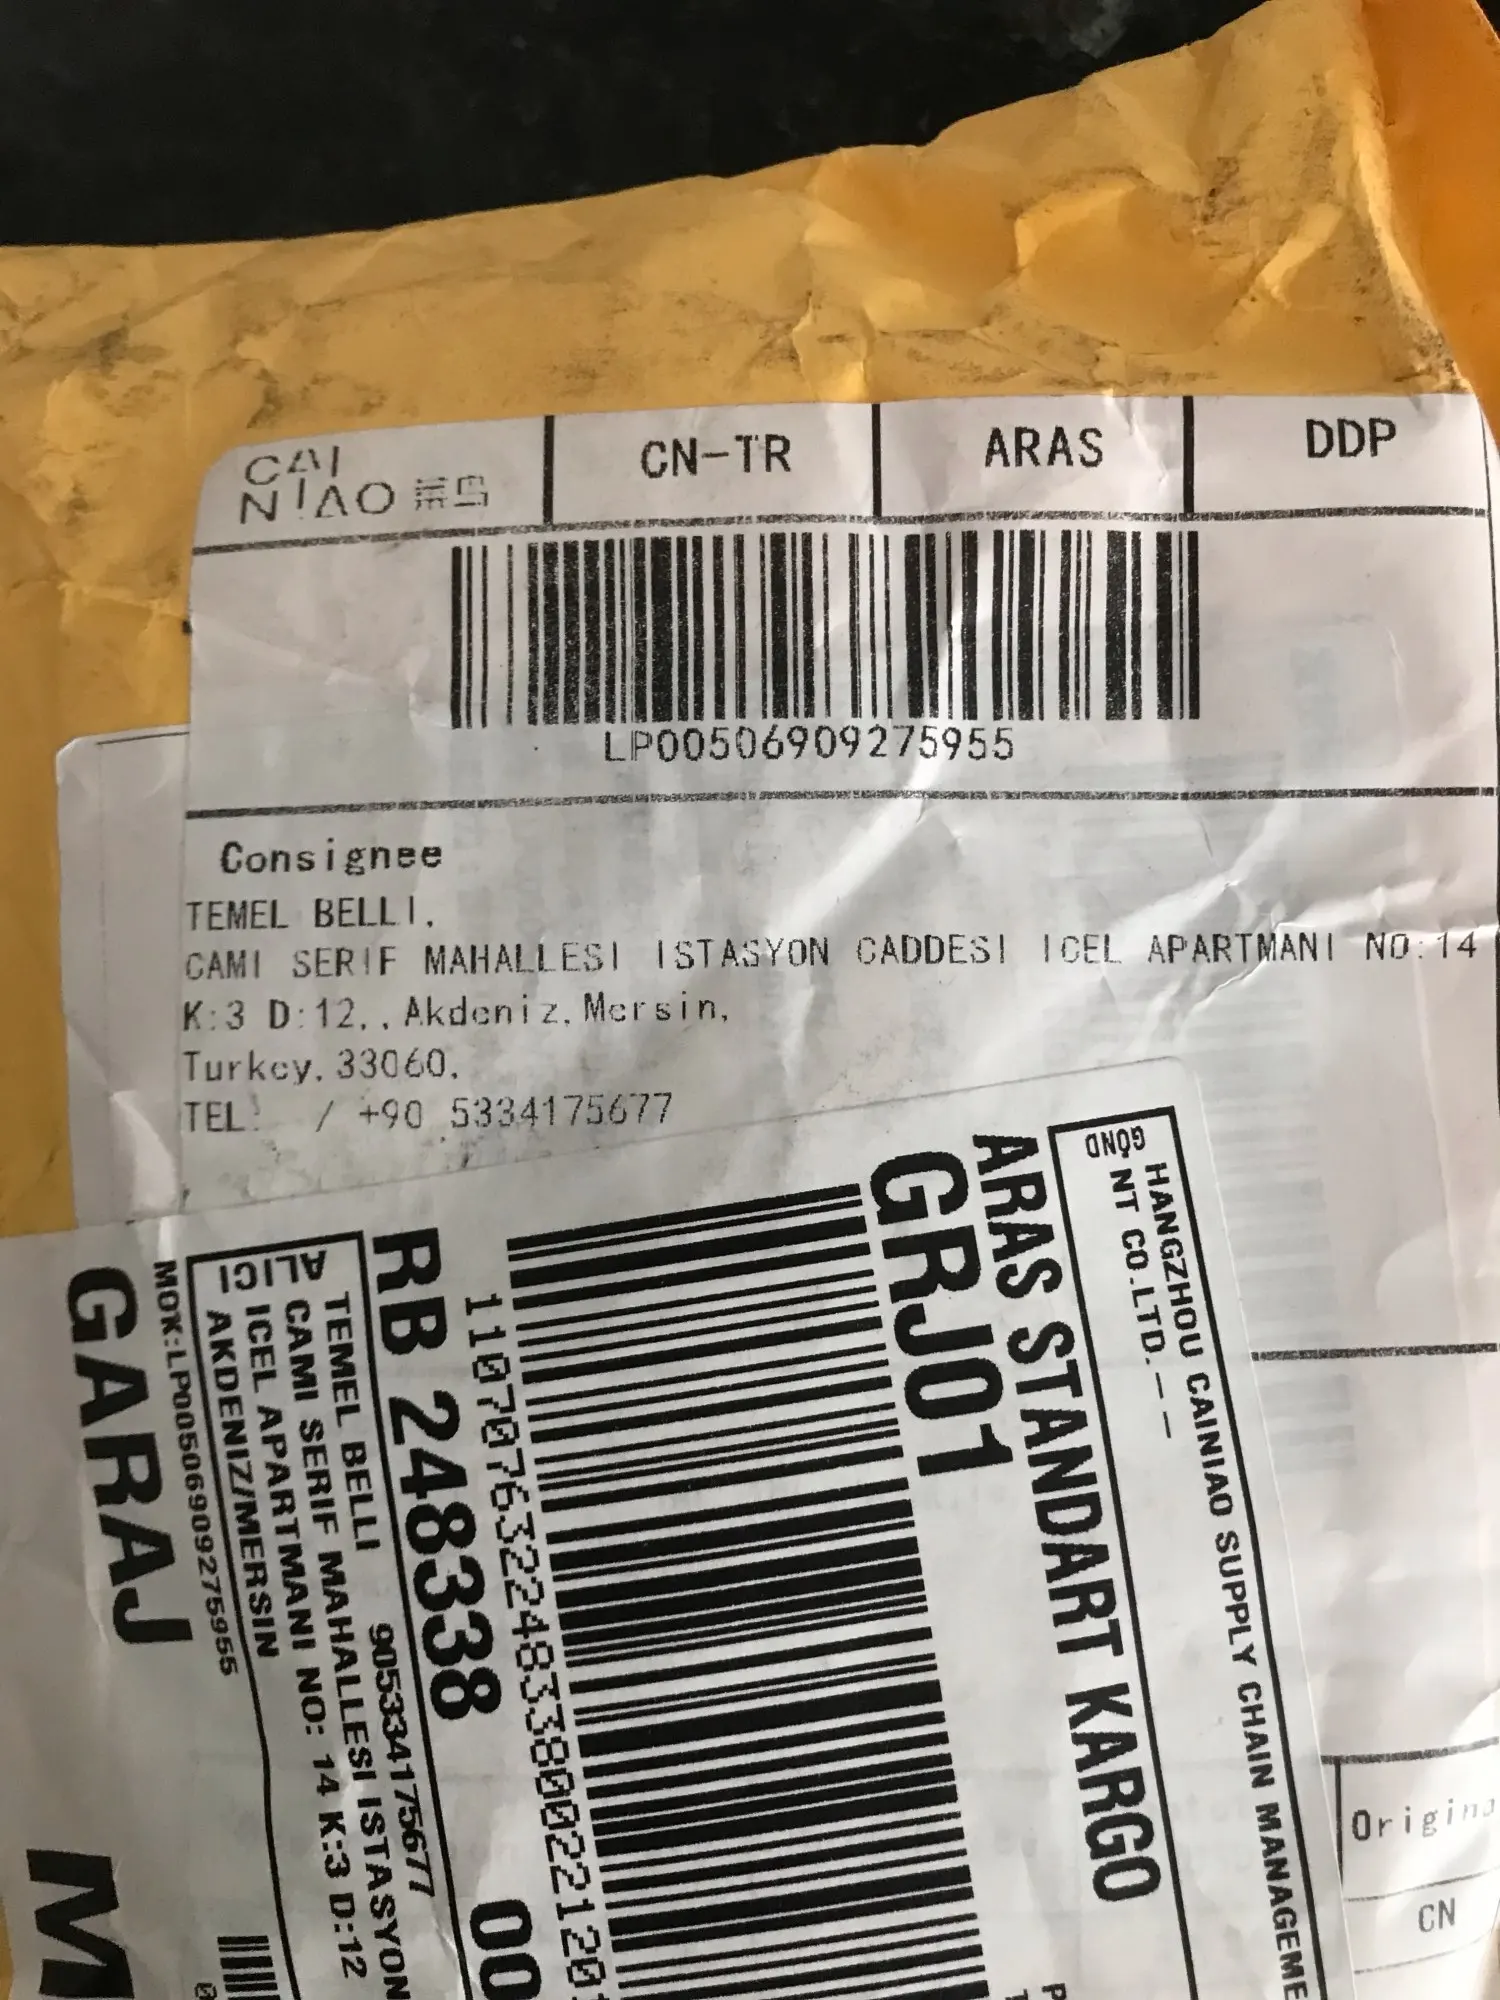 CAI
NIAO 菜鸟
CN-TR
ARAS
DDP
LP00506909275955
Consignee
TEMEL BELLI,
CAMI SERIF MAHALLESI ISTASYON CADDESI ICEL APARTMANI NO:14
K:3 D:12,,Akdeniz,Mersin,
Turkey,33060,
TEL: / +90 5334175677
GÖND
HANGZHOU CAINIAO SUPPLY CHAIN MANAGEME
NT CO.LTD.- -
ARAS STANDART KARGO
GRJ01
RB 248338 00
ALICI
TEMEL BELLI 905334175677
CAMI SERIF MAHALLESI ISTASYON
ICEL APARTMANI NO: 14 K:3 D:12
AKDENIZ/MERSIN
MOK:LP00506909275955
GARAJ
M
Origin
CN